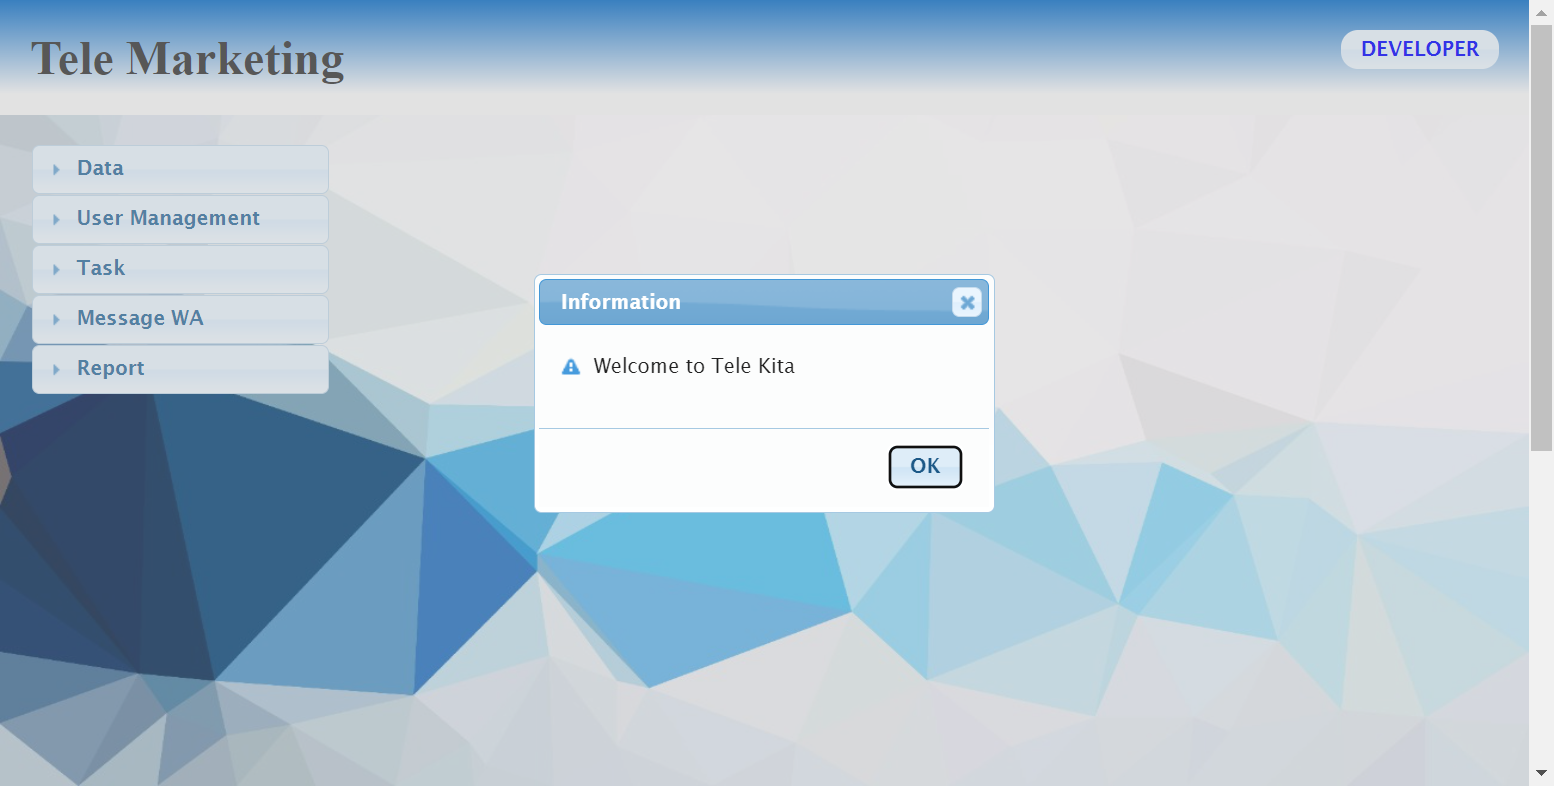 Tele Marketing
DEVELOPER
Data
User Management
Task
Message WA
Report
Information
Welcome to Tele Kita
OK